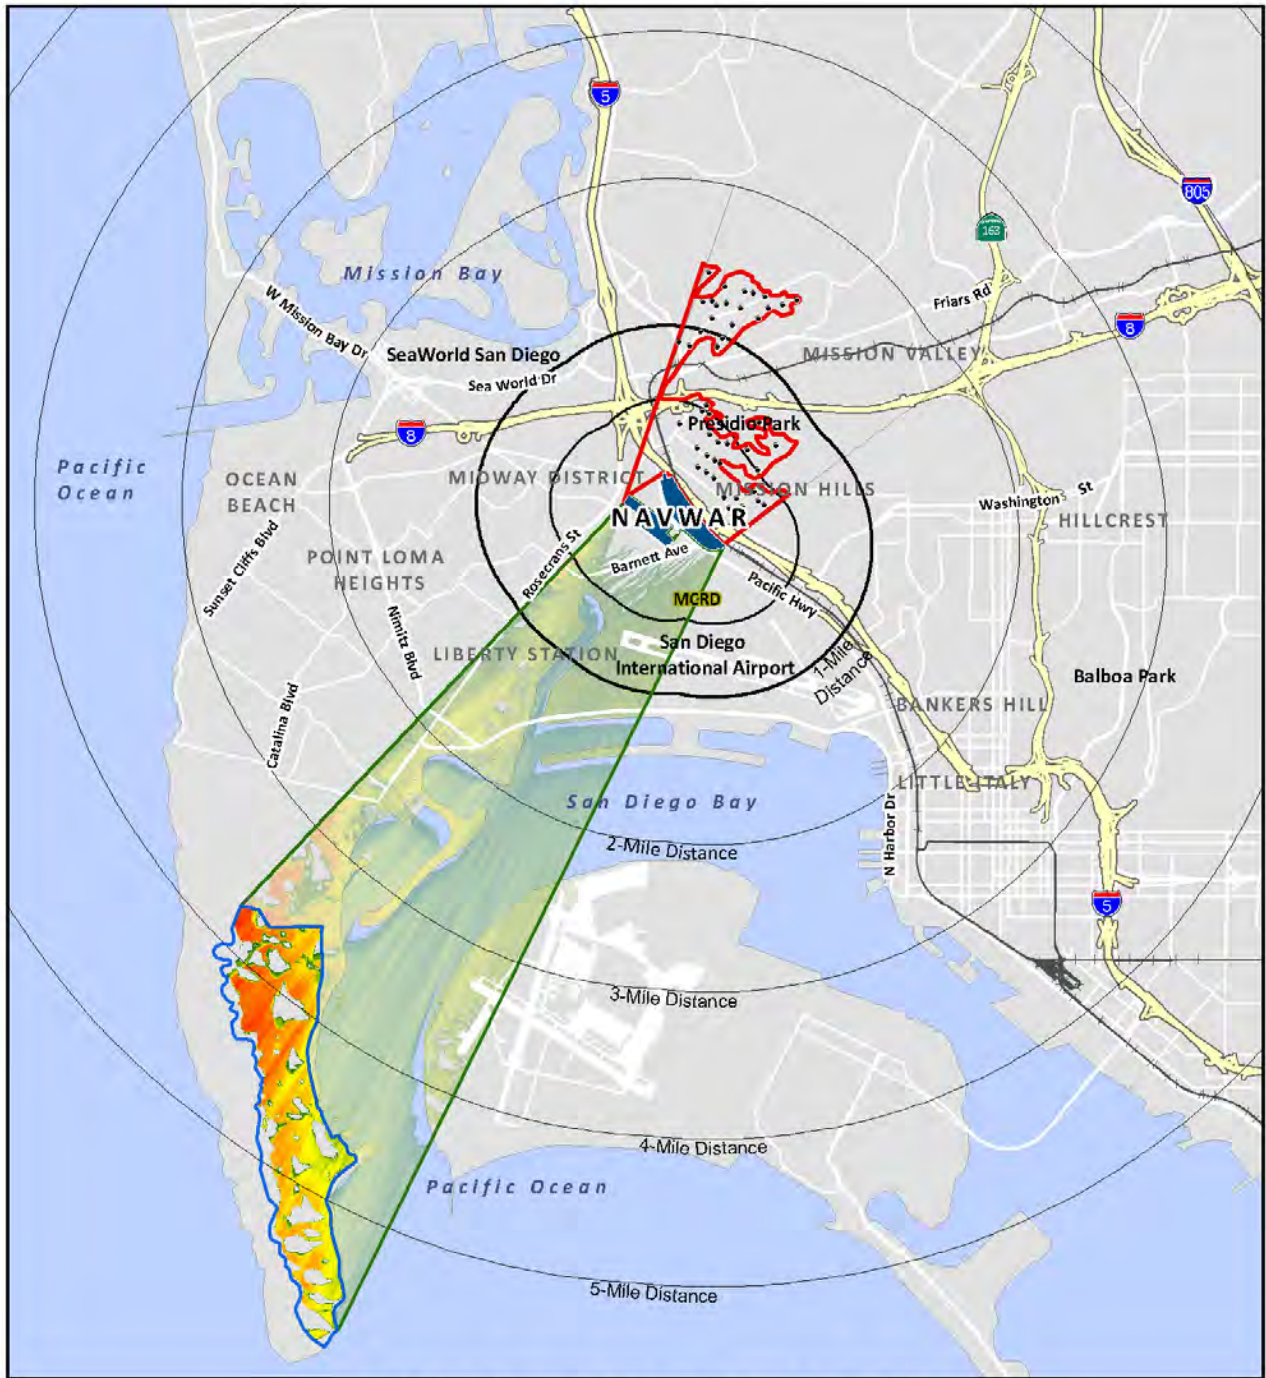 5
805
163
Mission Bay
W Mission Bay Dr
Friars Rd
8
SeaWorld San Diego
MISSION VALLEY
Sea World Dr
Presidio Park
8
Pacific
Ocean
OCEAN
BEACH
MIDWAY DISTRICT
MISSION HILLS
Washington St
HILLCREST
NAVWAR
Sunset Cliffs Blvd
POINT LOMA
HEIGHTS
Rosecrans St
Barnett Ave
Pacific Hwy
MCRD
Nimitz Blvd
LIBERTY STATION
San Diego
International Airport
1-Mile
Distance
Balboa Park
Catalina Blvd
BANKERS HILL
LITTLE ITALY
San Diego Bay
N Harbor Dr
2-Mile Distance
5
3-Mile Distance
4-Mile Distance
Pacific Ocean
5-Mile Distance